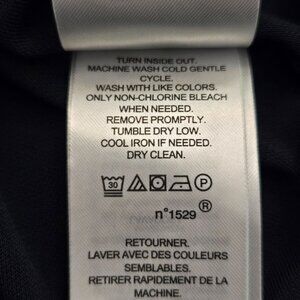 TURN INSIDE OUT.
MACHINE WASH COLD GENTLE
CYCLE.
WASH WITH LIKE COLORS.
ONLY NON-CHLORINE BLEACH
WHEN NEEDED.
REMOVE PROMPTLY.
TUMBLE DRY LOW.
COOL IRON IF NEEDED.
DRY CLEAN.
30 P
n°1529 ®
RETOURNER.
LAVER AVEC DES COULEURS
SEMBLABLES.
RETIRER RAPIDEMENT DE LA
MACHINE.